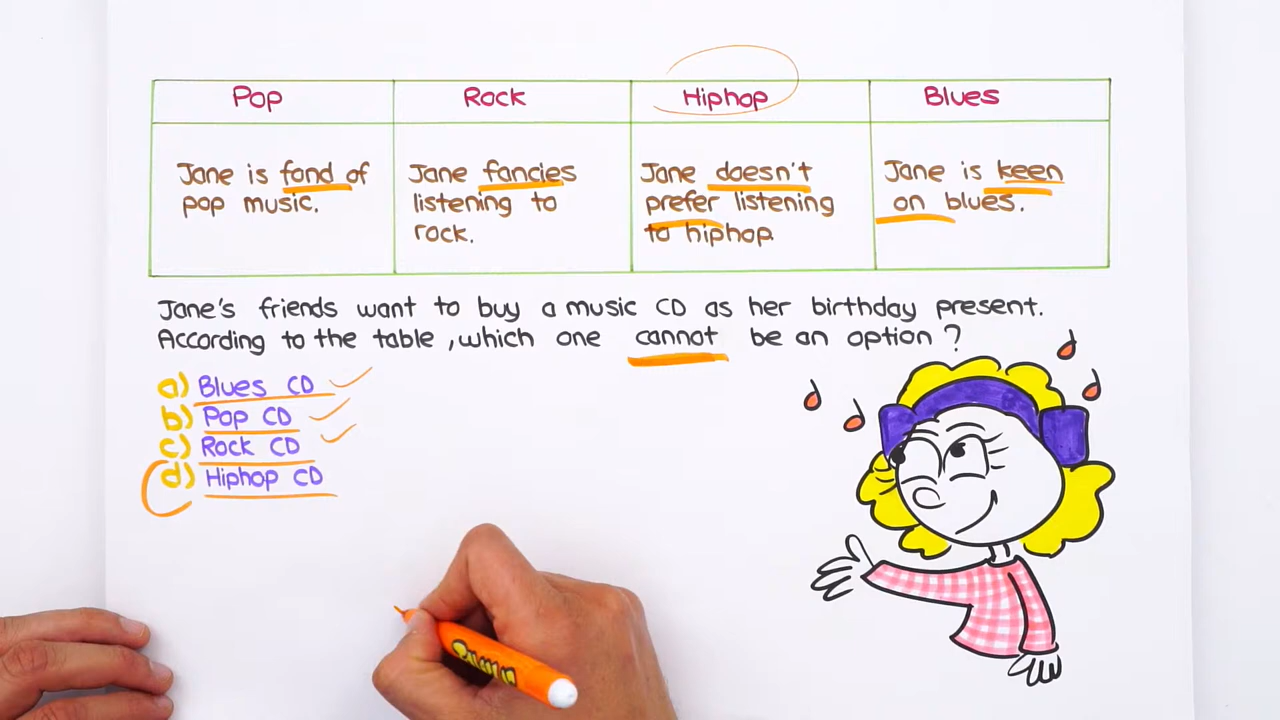 Pop
Rock
Hiphop
Blues
Jane is fond of
pop music.
Jane fancies
listening to
rock.
Jane doesn't
prefer listening
to hiphop.
Jane is keen
on blues.
Jane's friends want to buy a music CD as her birthday present.
According to the table, which one cannot be an option?
a) Blues CD
b) Pop CD
c) Rock CD
d) Hiphop CD